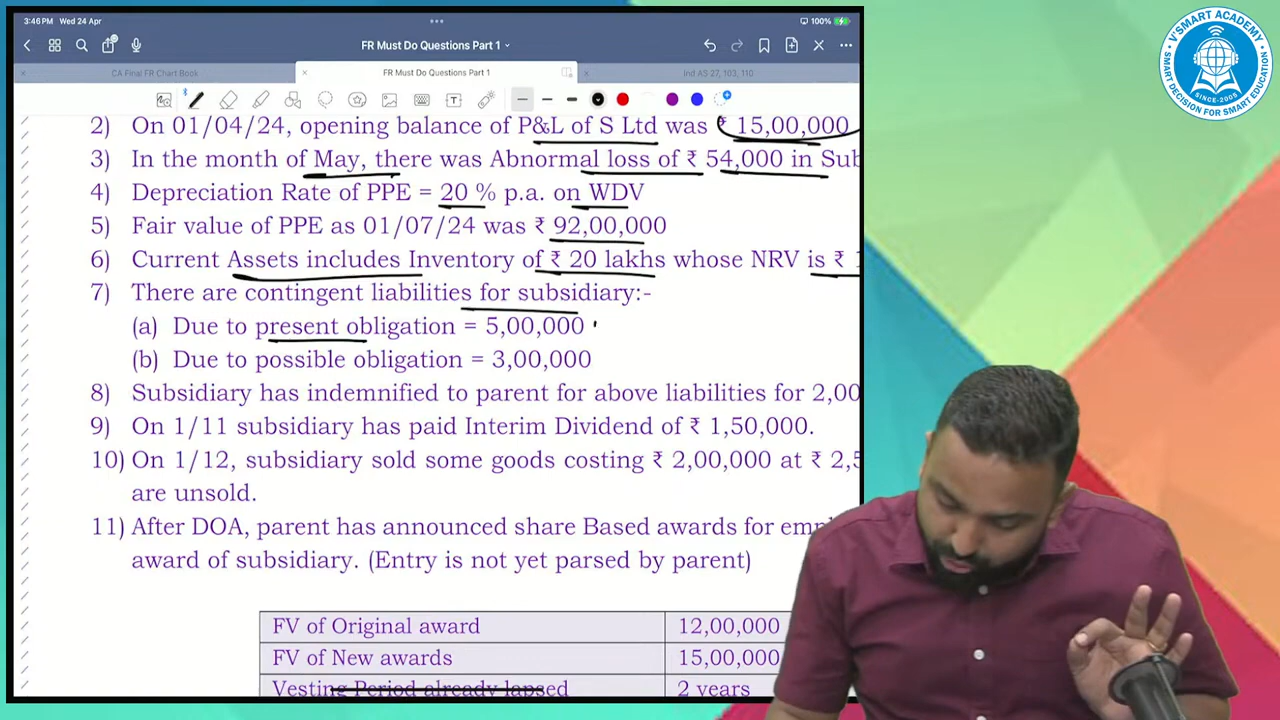 3:46 PM Wed 24 Apr
100%
FR Must Do Questions Part 1
CA Final FR Chart Book
FR Must Do Questions Part 1
Ind AS 27, 103, 110
2) On 01/04/24, opening balance of P&L of S Ltd was ₹ 15,00,000
3) In the month of May, there was Abnormal loss of ₹ 54,000 in Sub
4) Depreciation Rate of PPE = 20 % p.a. on WDV
5) Fair value of PPE as 01/07/24 was ₹ 92,00,000
6) Current Assets includes Inventory of ₹ 20 lakhs whose NRV is ₹ 1
7) There are contingent liabilities for subsidiary:-
(a) Due to present obligation = 5,00,000
(b) Due to possible obligation = 3,00,000
8) Subsidiary has indemnified to parent for above liabilities for 2,00
9) On 1/11 subsidiary has paid Interim Dividend of ₹ 1,50,000.
10) On 1/12, subsidiary sold some goods costing ₹ 2,00,000 at ₹ 2,5
are unsold.
11) After DOA, parent has announced share Based awards for emp
award of subsidiary. (Entry is not yet parsed by parent)
FV of Original award 12,00,000
FV of New awards 15,00,000
Vesting Period already lapsed 2 years
V'SMART ACADEMY
SMART DECISION FOR SMART EDUCATION
SINCE-2005